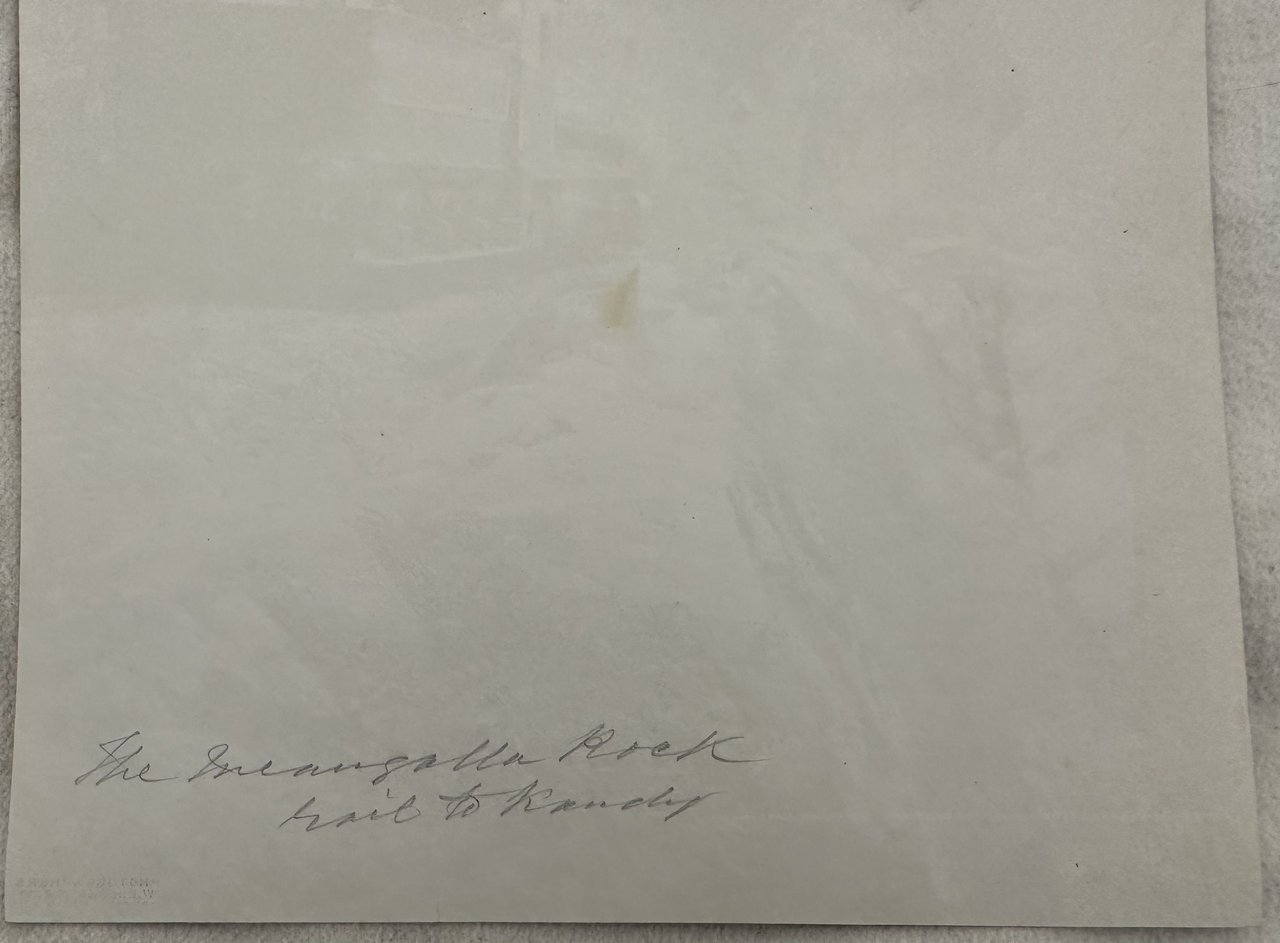 The Meangalla Rock
rail to Kandy